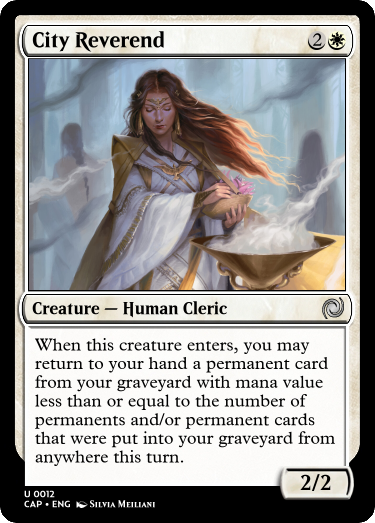 City Reverend
2
Creature — Human Cleric
When this creature enters, you may
return to your hand a permanent card
from your graveyard with mana value
less than or equal to the number of
permanents and/or permanent cards
that were put into your graveyard from
anywhere this turn.
2/2
U 0012
CAP • ENG Silvia Meiliani